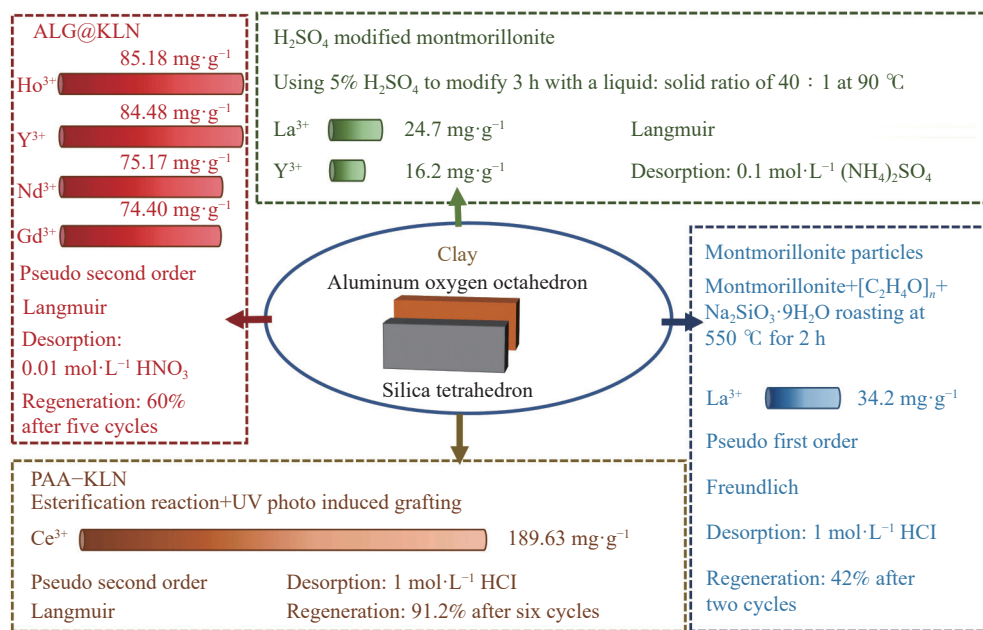 ALG@KLN
85.18 mg·g⁻¹
Ho³⁺
84.48 mg·g⁻¹
Y³⁺
75.17 mg·g⁻¹
Nd³⁺
74.40 mg·g⁻¹
Gd³⁺
Pseudo second order
Langmuir
Desorption:
0.01 mol·L⁻¹ HNO₃
Regeneration: 60%
after five cycles
H₂SO₄ modified montmorillonite
Using 5% H₂SO₄ to modify 3 h with a liquid: solid ratio of 40 : 1 at 90 ℃
La³⁺ 24.7 mg·g⁻¹ Langmuir
Y³⁺ 16.2 mg·g⁻¹ Desorption: 0.1 mol·L⁻¹ (NH₄)₂SO₄
Clay
Aluminum oxygen octahedron
Silica tetrahedron
Montmorillonite particles
Montmorillonite+[C₂H₄O]ₙ+
Na₂SiO₃·9H₂O roasting at
550 ℃ for 2 h
La³⁺ 34.2 mg·g⁻¹
Pseudo first order
Freundlich
Desorption: 1 mol·L⁻¹ HCI
Regeneration: 42% after
two cycles
PAA−KLN
Esterification reaction+UV photo induced grafting
Ce³⁺ 189.63 mg·g⁻¹
Pseudo second order Desorption: 1 mol·L⁻¹ HCI
Langmuir Regeneration: 91.2% after six cycles